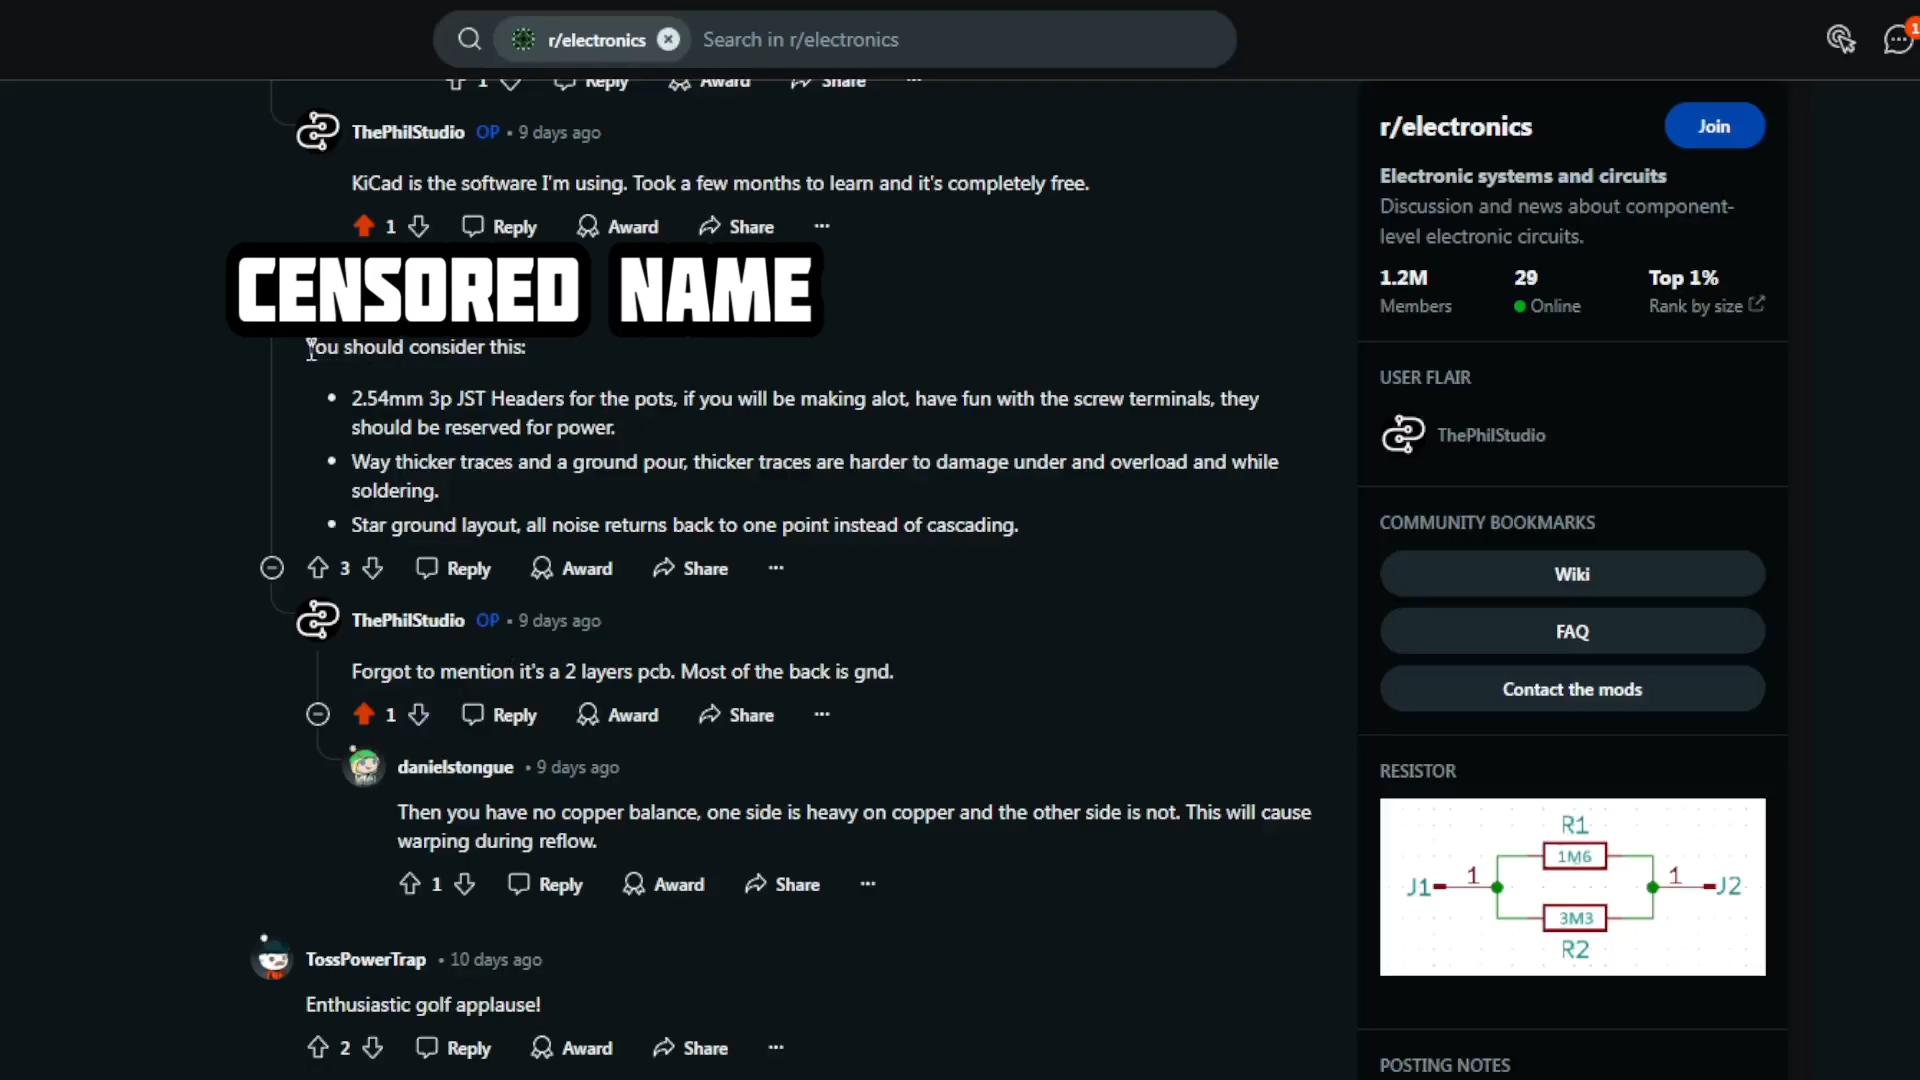 r/electronics
Search in r/electronics
1
1 Reply Award Share ...
ThePhilStudio OP • 9 days ago
KiCad is the software I'm using. Took a few months to learn and it's completely free.
1 Reply Award Share ...
CENSORED NAME
You should consider this:
• 2.54mm 3p JST Headers for the pots, if you will be making alot, have fun with the screw terminals, they
should be reserved for power.
• Way thicker traces and a ground pour, thicker traces are harder to damage under and overload and while
soldering.
• Star ground layout, all noise returns back to one point instead of cascading.
3 Reply Award Share ...
ThePhilStudio OP • 9 days ago
Forgot to mention it's a 2 layers pcb. Most of the back is gnd.
1 Reply Award Share ...
danielstongue • 9 days ago
Then you have no copper balance, one side is heavy on copper and the other side is not. This will cause
warping during reflow.
1 Reply Award Share ...
TossPowerTrap • 10 days ago
Enthusiastic golf applause!
2 Reply Award Share ...
r/electronics
Join
Electronic systems and circuits
Discussion and news about component-
level electronic circuits.
1.2M 29 Top 1%
Members Online Rank by size
USER FLAIR
ThePhilStudio
COMMUNITY BOOKMARKS
Wiki
FAQ
Contact the mods
RESISTOR
R1
1M6
J1 1 1 J2
3M3
R2
POSTING NOTES